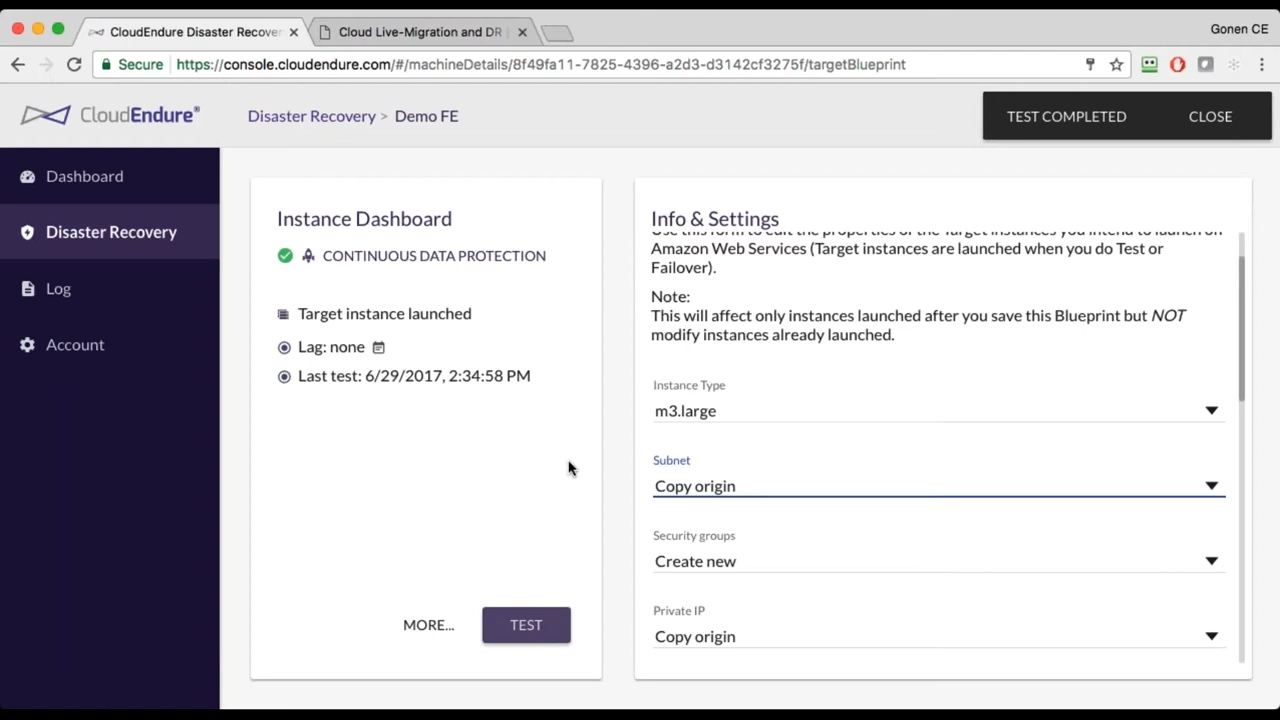 CloudEndure Disaster Recover
Cloud Live-Migration and DR
Gonen CE
Secure https://console.cloudendure.com/#/machineDetails/8f49fa11-7825-4396-a2d3-d3142cf3275f/targetBlueprint
CloudEndure®
Disaster Recovery > Demo FE
TEST COMPLETED
CLOSE
Dashboard
Disaster Recovery
Log
Account
Instance Dashboard
CONTINUOUS DATA PROTECTION
Target instance launched
Lag: none
Last test: 6/29/2017, 2:34:58 PM
MORE...
TEST
Info & Settings
Use this form to edit the properties of the Target instances you intend to launch on
Amazon Web Services (Target instances are launched when you do Test or
Failover).
Note:
This will affect only instances launched after you save this Blueprint but NOT
modify instances already launched.
Instance Type
m3.large
Subnet
Copy origin
Security groups
Create new
Private IP
Copy origin